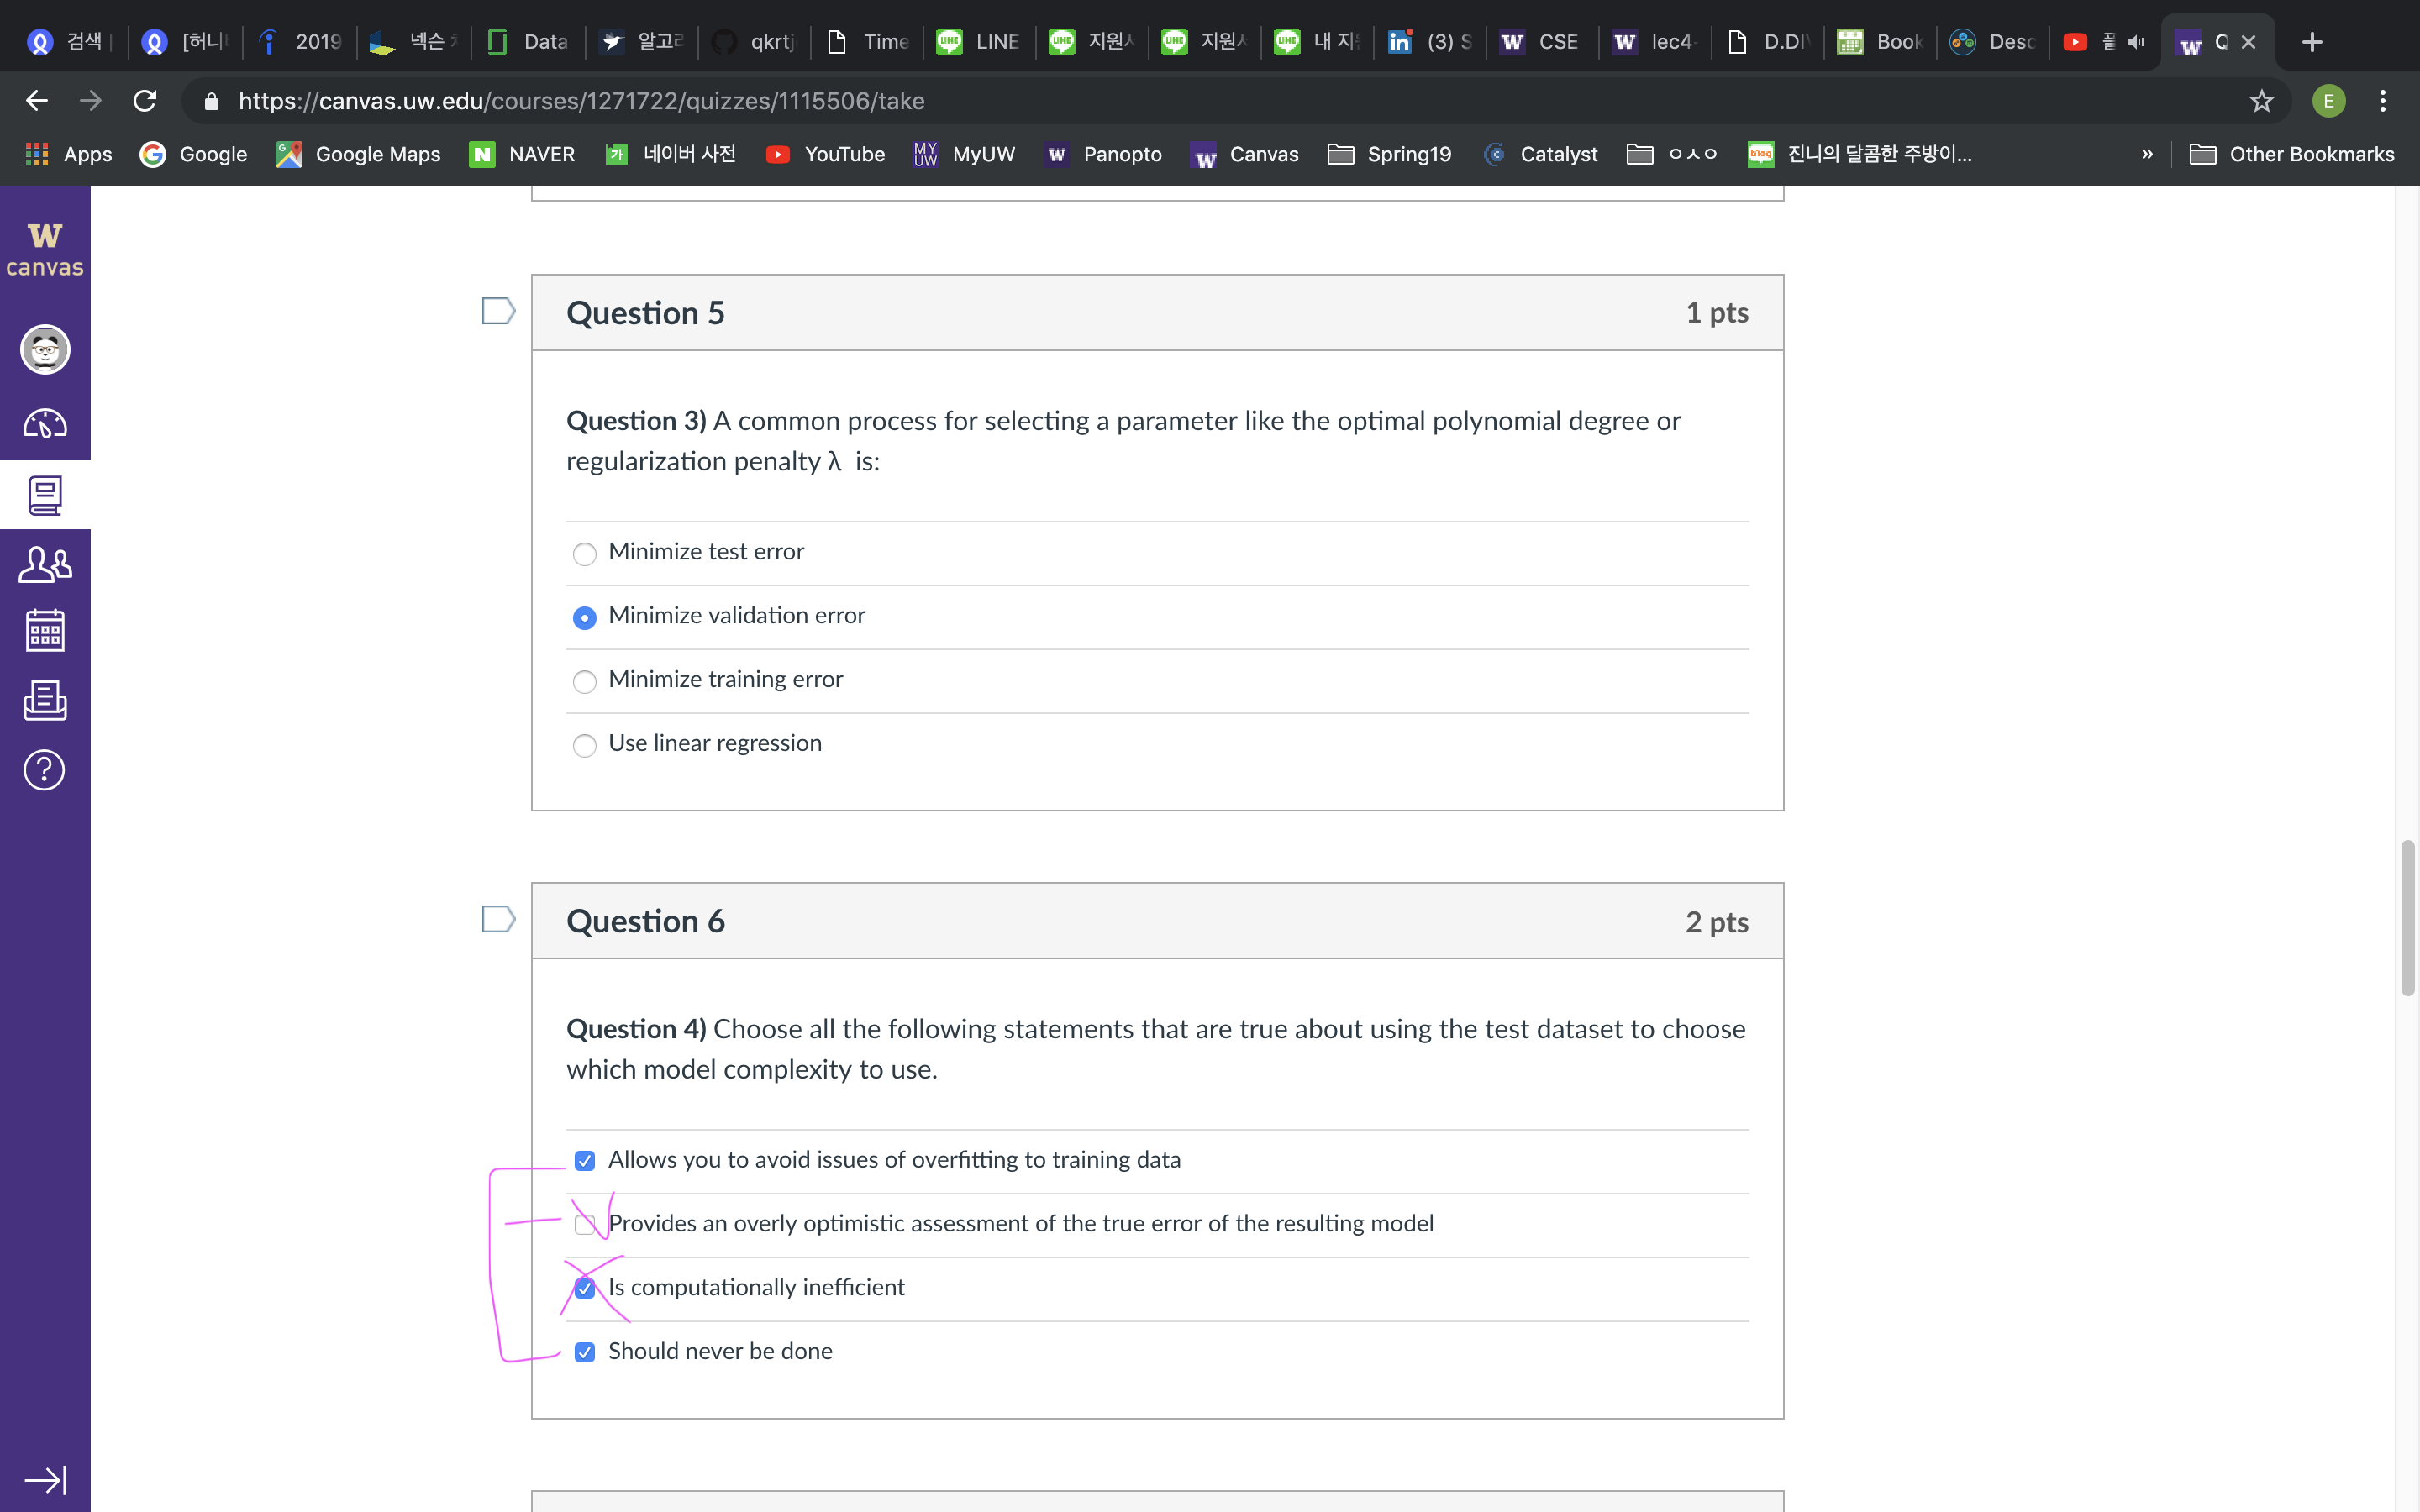 검색
[허니
2019
넥슨
Data
알고리
qkrtj
Time
LINE
지원
지원
내 지
(3) S
CSE
lec4-
D.DI
Book
Desc
Q
https://canvas.uw.edu/courses/1271722/quizzes/1115506/take
E
Apps
Google
Google Maps
NAVER
네이버 사전
YouTube
MyUW
Panopto
Canvas
Spring19
Catalyst
ㅇㅅㅇ
진니의 달콤한 주방이...
»
Other Bookmarks
W
canvas
Question 5
1 pts
Question 3) A common process for selecting a parameter like the optimal polynomial degree or
regularization penalty λ is:
Minimize test error
Minimize validation error
Minimize training error
Use linear regression
Question 6
2 pts
Question 4) Choose all the following statements that are true about using the test dataset to choose
which model complexity to use.
Allows you to avoid issues of overfitting to training data
Provides an overly optimistic assessment of the true error of the resulting model
Is computationally inefficient
Should never be done